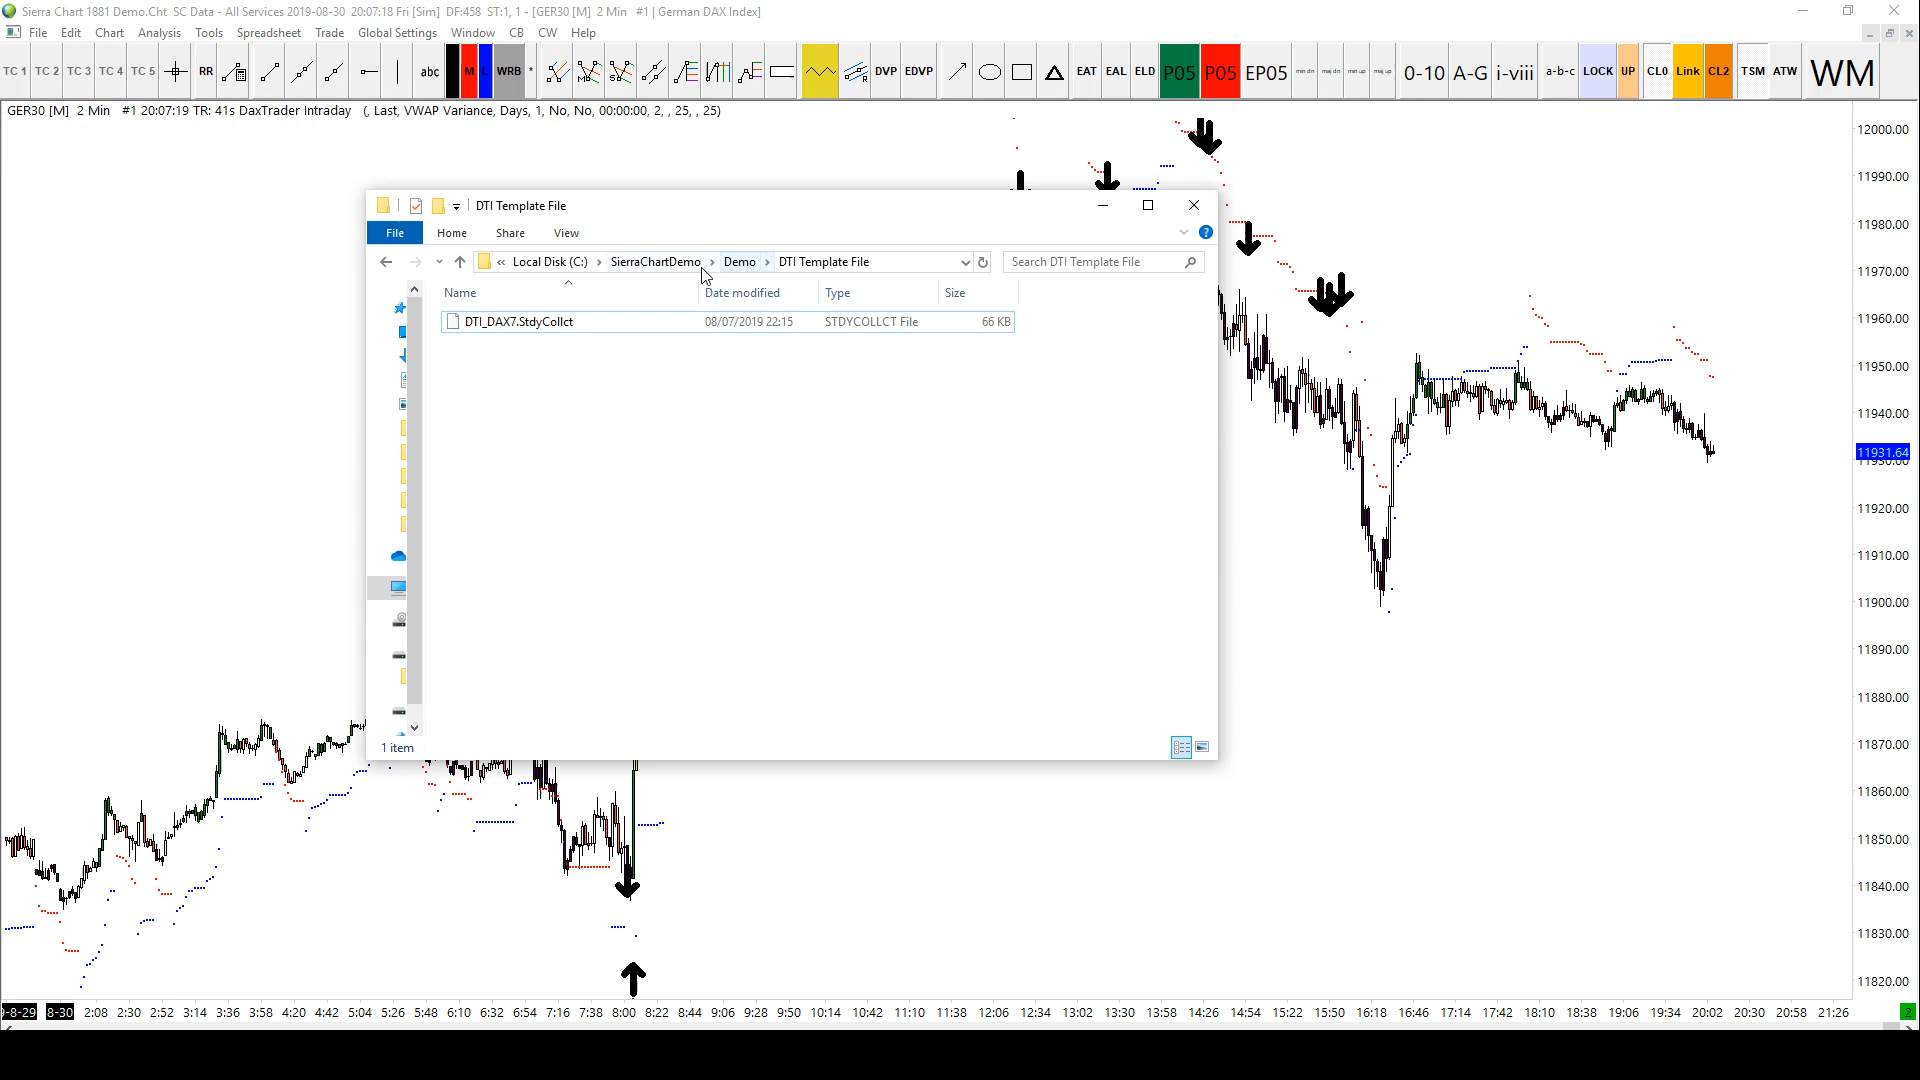 Sierra Chart 1881 Demo.Cht  SC Data - All Services 2019-08-30  20:07:18 Fri [Sim]  DF:458  ST:1, 1 - [GER30 [M]  2 Min   #1 | German DAX Index]
File Edit Chart Analysis Tools Spreadsheet Trade Global Settings Window CB CW Help
TC 1 TC 2 TC 3 TC 4 TC 5 RR abc M L WRB * DVP EDVP EAT EAL ELD P05 P05 EP05 min dn maj dn min up maj up 0-10 A-G i-viii a-b-c LOCK UP CL0 Link CL2 TSM ATW WM
GER30 [M]  2 Min   #1 20:07:19 TR: 41s DaxTrader Intraday   (, Last, VWAP Variance, Days, 1, No, No, 00:00:00, 2, , 25, , 25)
DTI Template File
File Home Share View
« Local Disk (C:) › SierraChartDemo › Demo › DTI Template File
Search DTI Template File
Name Date modified Type Size
DTI_DAX7.StdyCollct 08/07/2019 22:15 STDYCOLLCT File 66 KB
1 item
12000.00
11990.00
11980.00
11970.00
11960.00
11950.00
11940.00
11931.64
11920.00
11910.00
11900.00
11890.00
11880.00
11870.00
11860.00
11850.00
11840.00
11830.00
11820.00
9-8-29 8-30 2:08 2:30 2:52 3:14 3:36 3:58 4:20 4:42 5:04 5:26 5:48 6:10 6:32 6:54 7:16 7:38 8:00 8:22 8:44 9:06 9:28 9:50 10:14 10:42 11:10 11:38 12:06 12:34 13:02 13:30 13:58 14:26 14:54 15:22 15:50 16:18 16:46 17:14 17:42 18:10 18:38 19:06 19:34 20:02 20:30 20:58 21:26 2